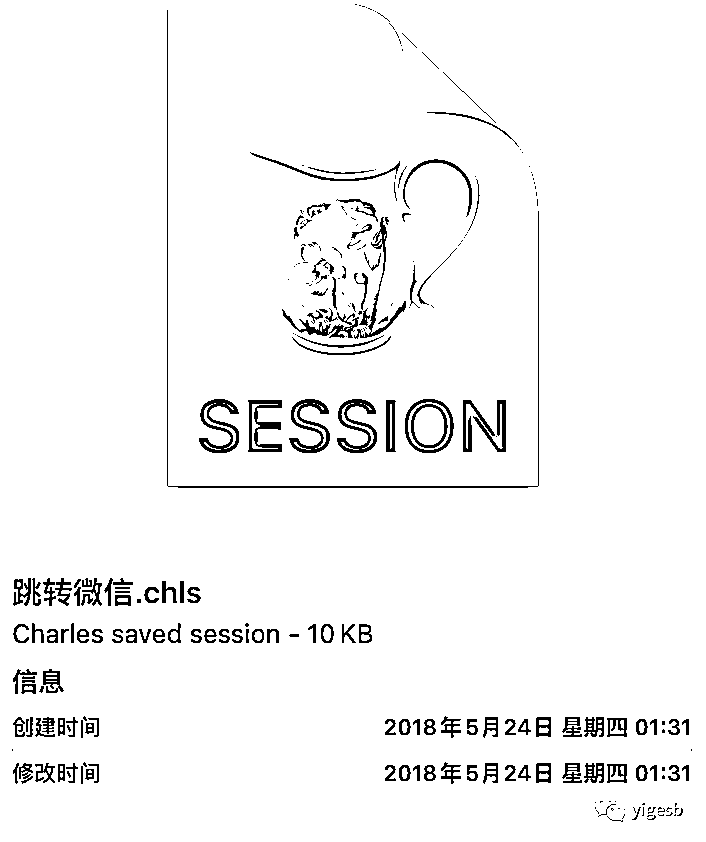 SESSION
跳转微信.chls
Charles saved session - 10 KB
信息
创建时间 2018年5月24日 星期四 01:31
修改时间 2018年5月24日 星期四 01:31
yigesb